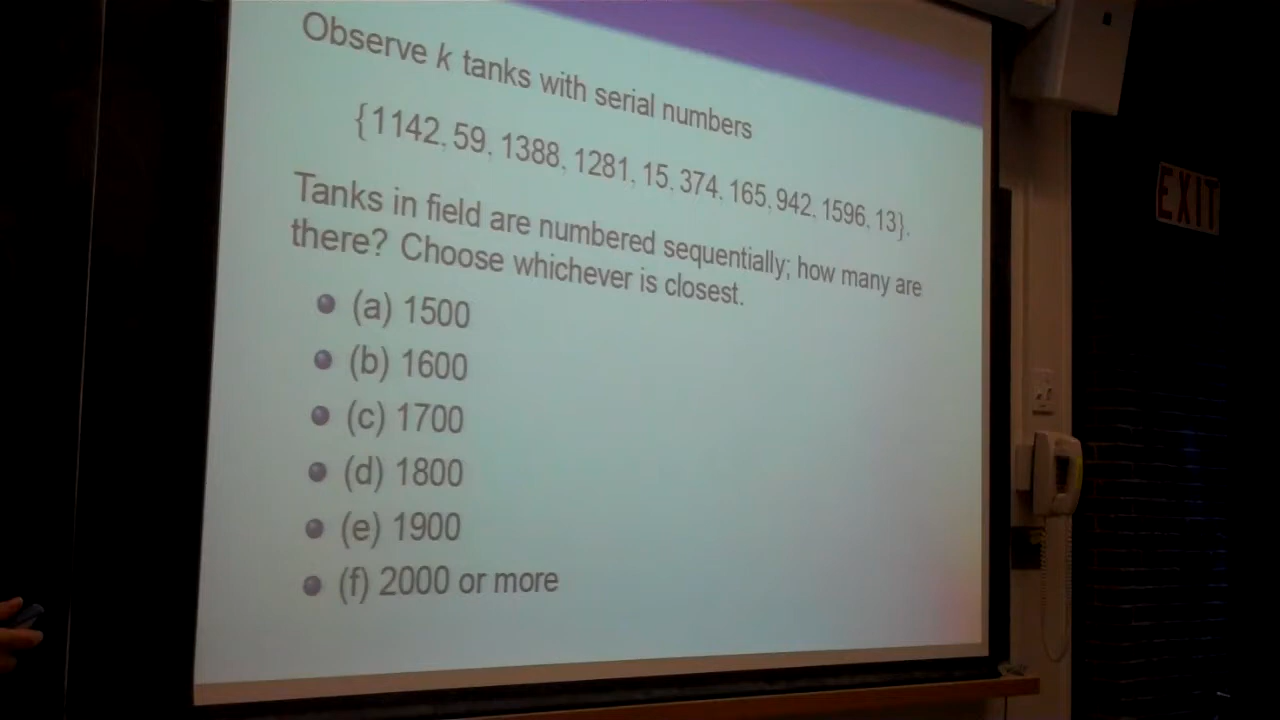 Observe k tanks with serial numbers
{1142, 59, 1388, 1281, 15, 374, 165, 942, 1596, 13}.
Tanks in field are numbered sequentially; how many are
there? Choose whichever is closest.
(a) 1500
(b) 1600
(c) 1700
(d) 1800
(e) 1900
(f) 2000 or more
EXIT